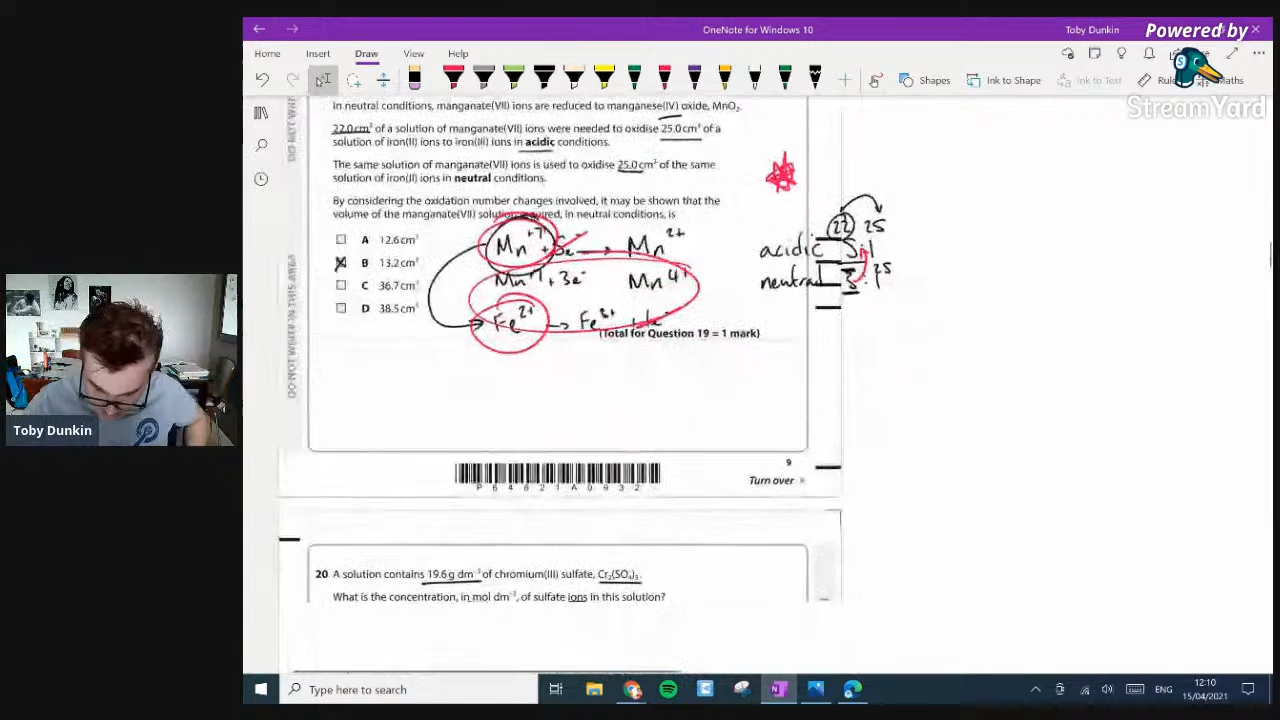 OneNote for Windows 10
Toby Dunkin
Powered by
StreamYard
Home Insert Draw View Help
Shapes Ink to Shape Ink to Text Maths
In neutral conditions, manganate(VII) ions are reduced to manganese(IV) oxide, MnO₂.
22.0 cm³ of a solution of manganate(VII) ions were needed to oxidise 25.0 cm³ of a
solution of iron(II) ions to iron(III) ions in acidic conditions.
The same solution of manganate(VII) ions is used to oxidise 25.0 cm³ of the same
solution of iron(II) ions in neutral conditions.
By considering the oxidation number changes involved, it may be shown that the
volume of the manganate(VII) solution required, in neutral conditions, is
A 12.6 cm³
B 13.2 cm³
C 36.7 cm³
D 38.5 cm³
Mn⁺⁷ + 5e⁻ → Mn²⁺
Mn⁺⁷ + 3e⁻ Mn⁴⁺
Fe²⁺ → Fe³⁺ + 1e⁻
22 25
acidic 5:1
25
neutral 3:1
(Total for Question 19 = 1 mark)
9
P64621A0932
Turn over
20 A solution contains 19.6 g dm⁻³ of chromium(III) sulfate, Cr₂(SO₄)₃.
What is the concentration, in mol dm⁻³, of sulfate ions in this solution?
Toby Dunkin
Type here to search
ENG
12:10
15/04/2021